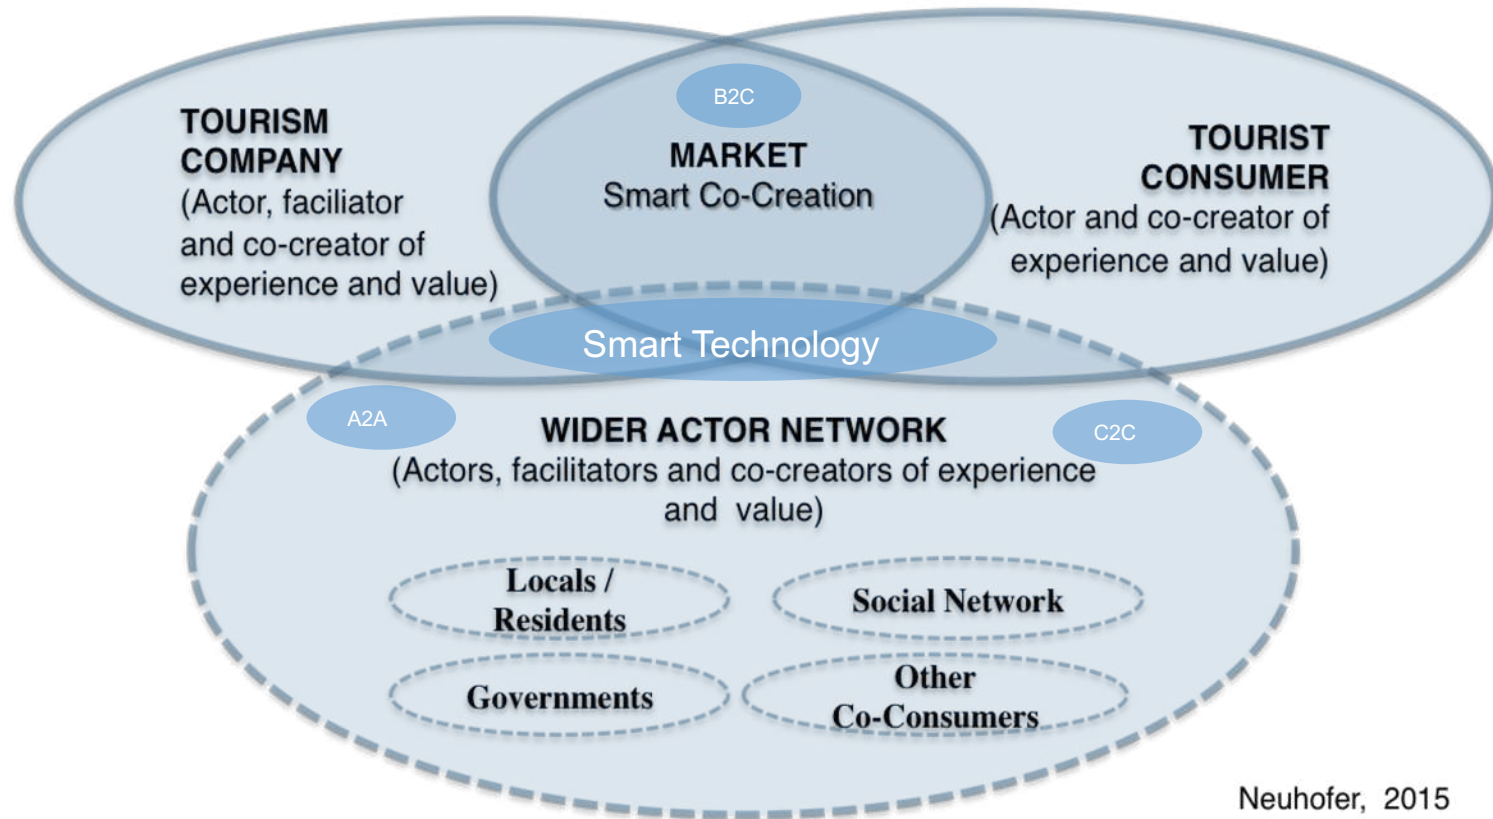 B2C
TOURISM
COMPANY
(Actor, faciliator
and co-creator of
experience and value)
MARKET
Smart Co-Creation
TOURIST
CONSUMER
(Actor and co-creator of
experience and value)
Smart Technology
A2A
C2C
WIDER ACTOR NETWORK
(Actors, facilitators and co-creators of experience
and value)
Locals /
Residents
Social Network
Governments
Other
Co-Consumers
Neuhofer, 2015